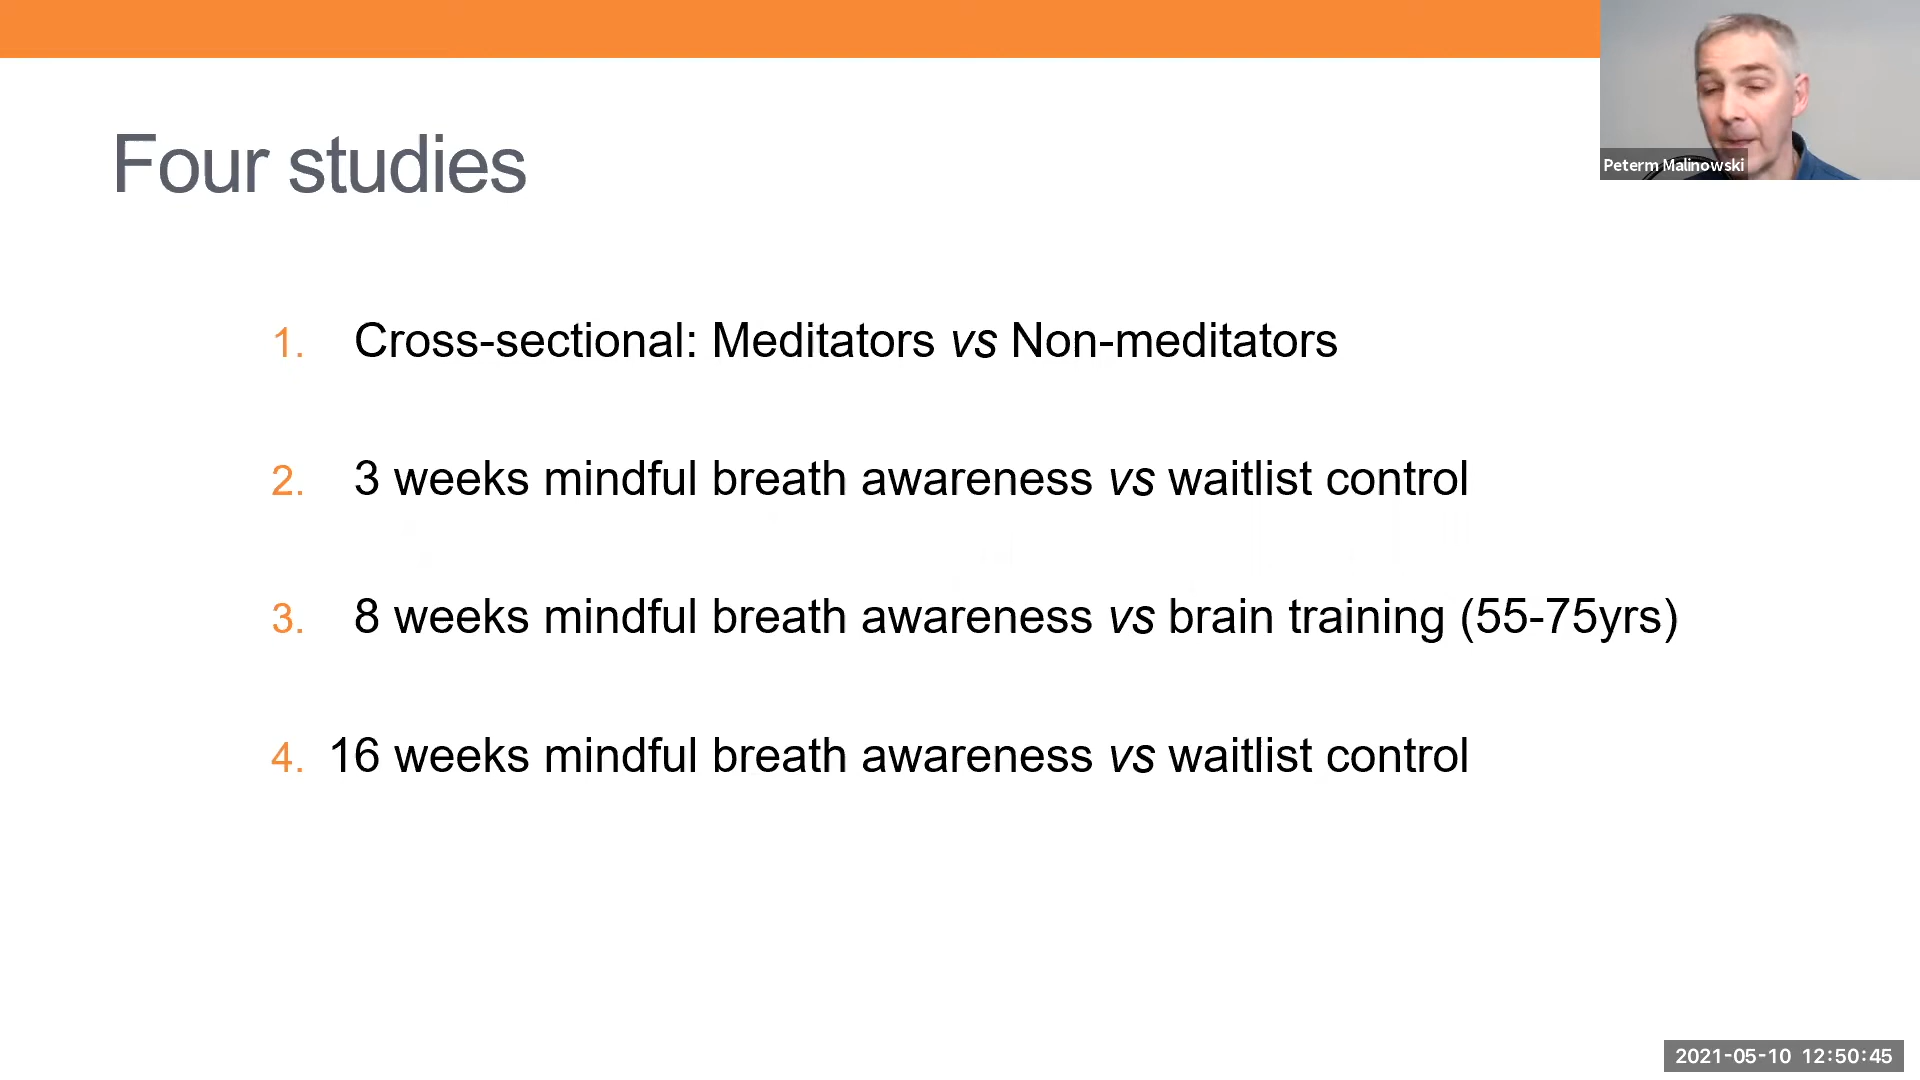 Peterm Malinowski
Four studies
1. Cross-sectional: Meditators vs Non-meditators
2. 3 weeks mindful breath awareness vs waitlist control
3. 8 weeks mindful breath awareness vs brain training (55-75yrs)
4. 16 weeks mindful breath awareness vs waitlist control
2021-05-10 12:50:45